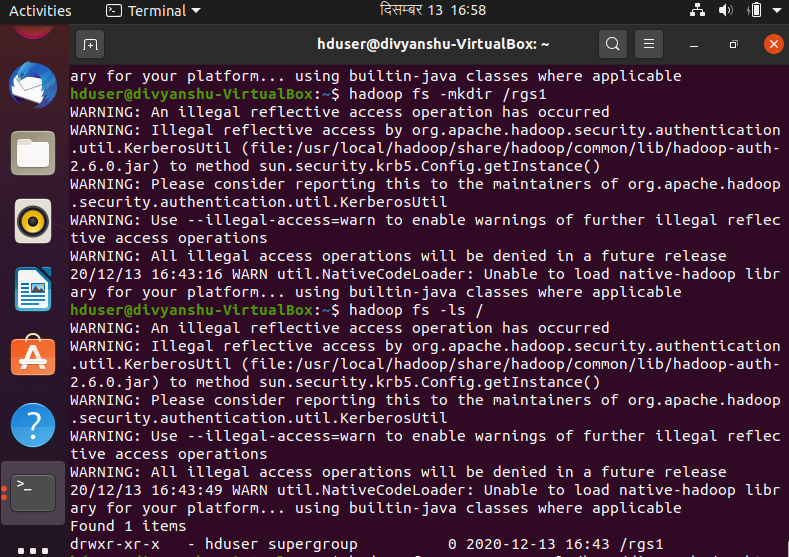 Activities
Terminal
दिसम्बर 13 16:58
hduser@divyanshu-VirtualBox: ~
ary for your platform... using builtin-java classes where applicable
hduser@divyanshu-VirtualBox:~$ hadoop fs -mkdir /rgs1
WARNING: An illegal reflective access operation has occurred
WARNING: Illegal reflective access by org.apache.hadoop.security.authentication
.util.KerberosUtil (file:/usr/local/hadoop/share/hadoop/common/lib/hadoop-auth-
2.6.0.jar) to method sun.security.krb5.Config.getInstance()
WARNING: Please consider reporting this to the maintainers of org.apache.hadoop
.security.authentication.util.KerberosUtil
WARNING: Use --illegal-access=warn to enable warnings of further illegal reflec
tive access operations
WARNING: All illegal access operations will be denied in a future release
20/12/13 16:43:16 WARN util.NativeCodeLoader: Unable to load native-hadoop libr
ary for your platform... using builtin-java classes where applicable
hduser@divyanshu-VirtualBox:~$ hadoop fs -ls /
WARNING: An illegal reflective access operation has occurred
WARNING: Illegal reflective access by org.apache.hadoop.security.authentication
.util.KerberosUtil (file:/usr/local/hadoop/share/hadoop/common/lib/hadoop-auth-
2.6.0.jar) to method sun.security.krb5.Config.getInstance()
WARNING: Please consider reporting this to the maintainers of org.apache.hadoop
.security.authentication.util.KerberosUtil
WARNING: Use --illegal-access=warn to enable warnings of further illegal reflec
tive access operations
WARNING: All illegal access operations will be denied in a future release
20/12/13 16:43:49 WARN util.NativeCodeLoader: Unable to load native-hadoop libr
ary for your platform... using builtin-java classes where applicable
Found 1 items
drwxr-xr-x   - hduser supergroup          0 2020-12-13 16:43 /rgs1